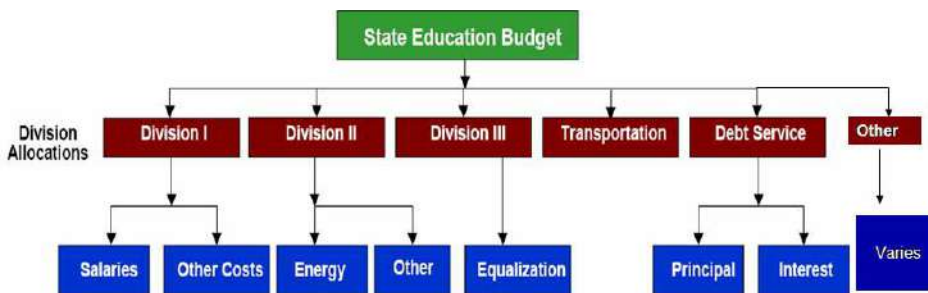 State Education Budget
Division
Allocations
Division I
Division II
Division III
Transportation
Debt Service
Other
Salaries
Other Costs
Energy
Other
Equalization
Principal
Interest
Varies